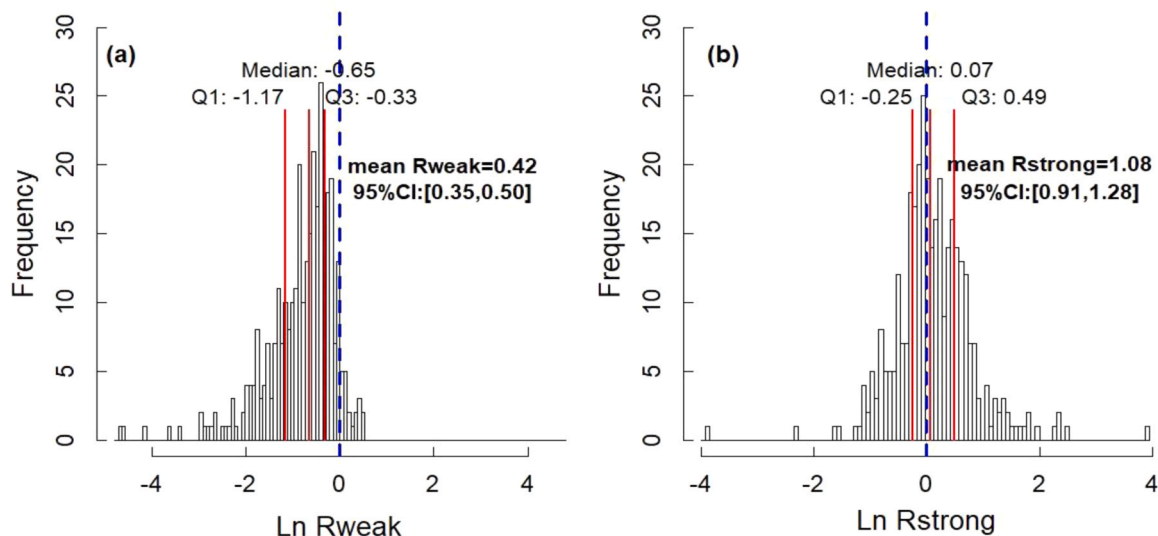 (a)
Median: -0.65
Q1: -1.17
Q3: -0.33
mean Rweak=0.42
95%CI:[0.35,0.50]
Frequency
30
25
20
15
10
5
0
-4
-2
0
2
4
Ln Rweak
(b)
Median: 0.07
Q1: -0.25
Q3: 0.49
mean Rstrong=1.08
95%CI:[0.91,1.28]
Frequency
30
25
20
15
10
5
0
-4
-2
0
2
4
Ln Rstrong